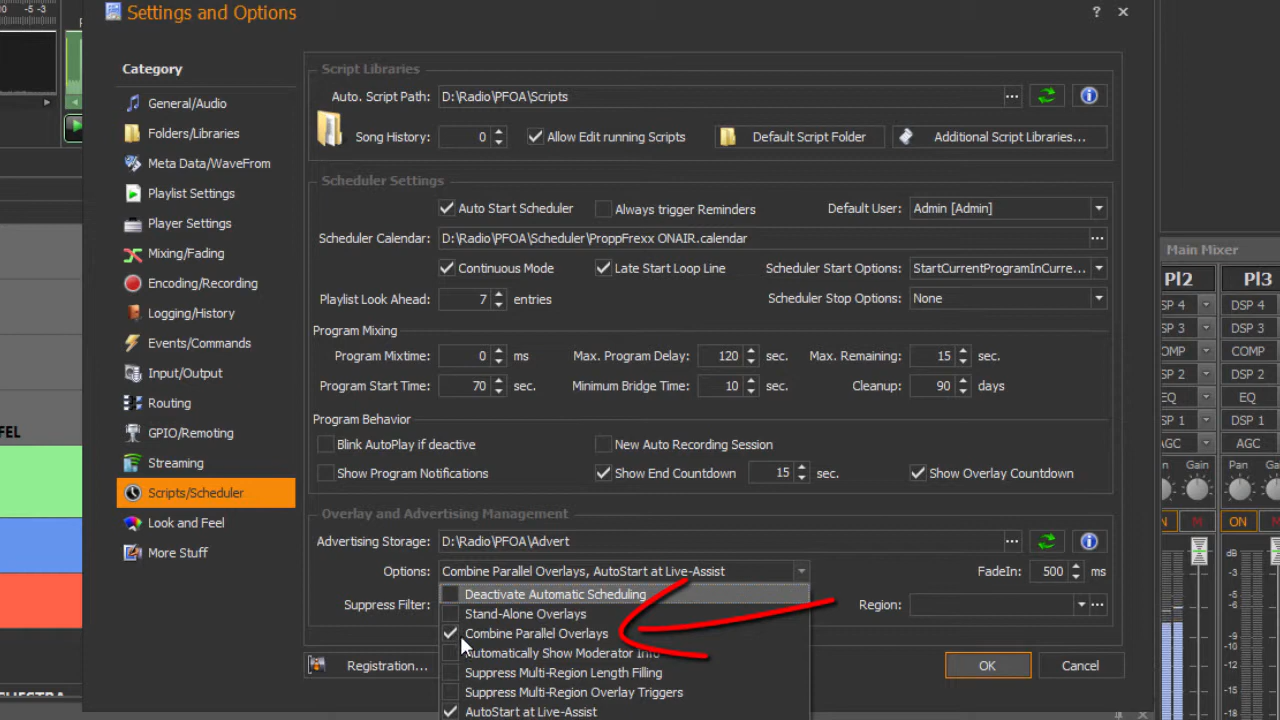 -5 -3
Settings and Options
?
Category
General/Audio
Folders/Libraries
Meta Data/WaveFrom
Playlist Settings
Player Settings
Mixing/Fading
Encoding/Recording
Logging/History
Events/Commands
Input/Output
Routing
GPIO/Remoting
Streaming
Scripts/Scheduler
Look and Feel
More Stuff
Script Libraries
Auto. Script Path: D:\Radio\PFOA\Scripts ...
Song History: 0 Allow Edit running Scripts Default Script Folder Additional Script Libraries...
Scheduler Settings
Auto Start Scheduler Always trigger Reminders Default User: Admin [Admin]
Scheduler Calendar: D:\Radio\PFOA\Scheduler\ProppFrexx ONAIR.calendar ...
Continuous Mode Late Start Loop Line Scheduler Start Options: StartCurrentProgramInCurre...
Playlist Look Ahead: 7 entries Scheduler Stop Options: None
Program Mixing
Program Mixtime: 0 ms Max. Program Delay: 120 sec. Max. Remaining: 15 sec.
Program Start Time: 70 sec. Minimum Bridge Time: 10 sec. Cleanup: 90 days
Program Behavior
Blink AutoPlay if deactive New Auto Recording Session
Show Program Notifications Show End Countdown 15 sec. Show Overlay Countdown
Overlay and Advertising Management
Advertising Storage: D:\Radio\PFOA\Advert ...
Options: Combine Parallel Overlays, AutoStart at Live-Assist FadeIn: 500 ms
Deactivate Automatic Scheduling
Suppress Filter: Stand-Alone Overlays Region: ...
Combine Parallel Overlays
Automatically Show Moderator Info
Suppress Multi-Region Length Filling
Suppress Multi-Region Overlay Triggers
AutoStart at Live-Assist
Registration... OK Cancel
FEL
Main Mixer
Pl2 Pl3
DSP 4 DSP 4
DSP 3 DSP 3
COMP COMP
DSP 2 DSP 2
EQ EQ
DSP 1 DSP 1
AGC AGC
Gain Pan Gain
M ON M
dB